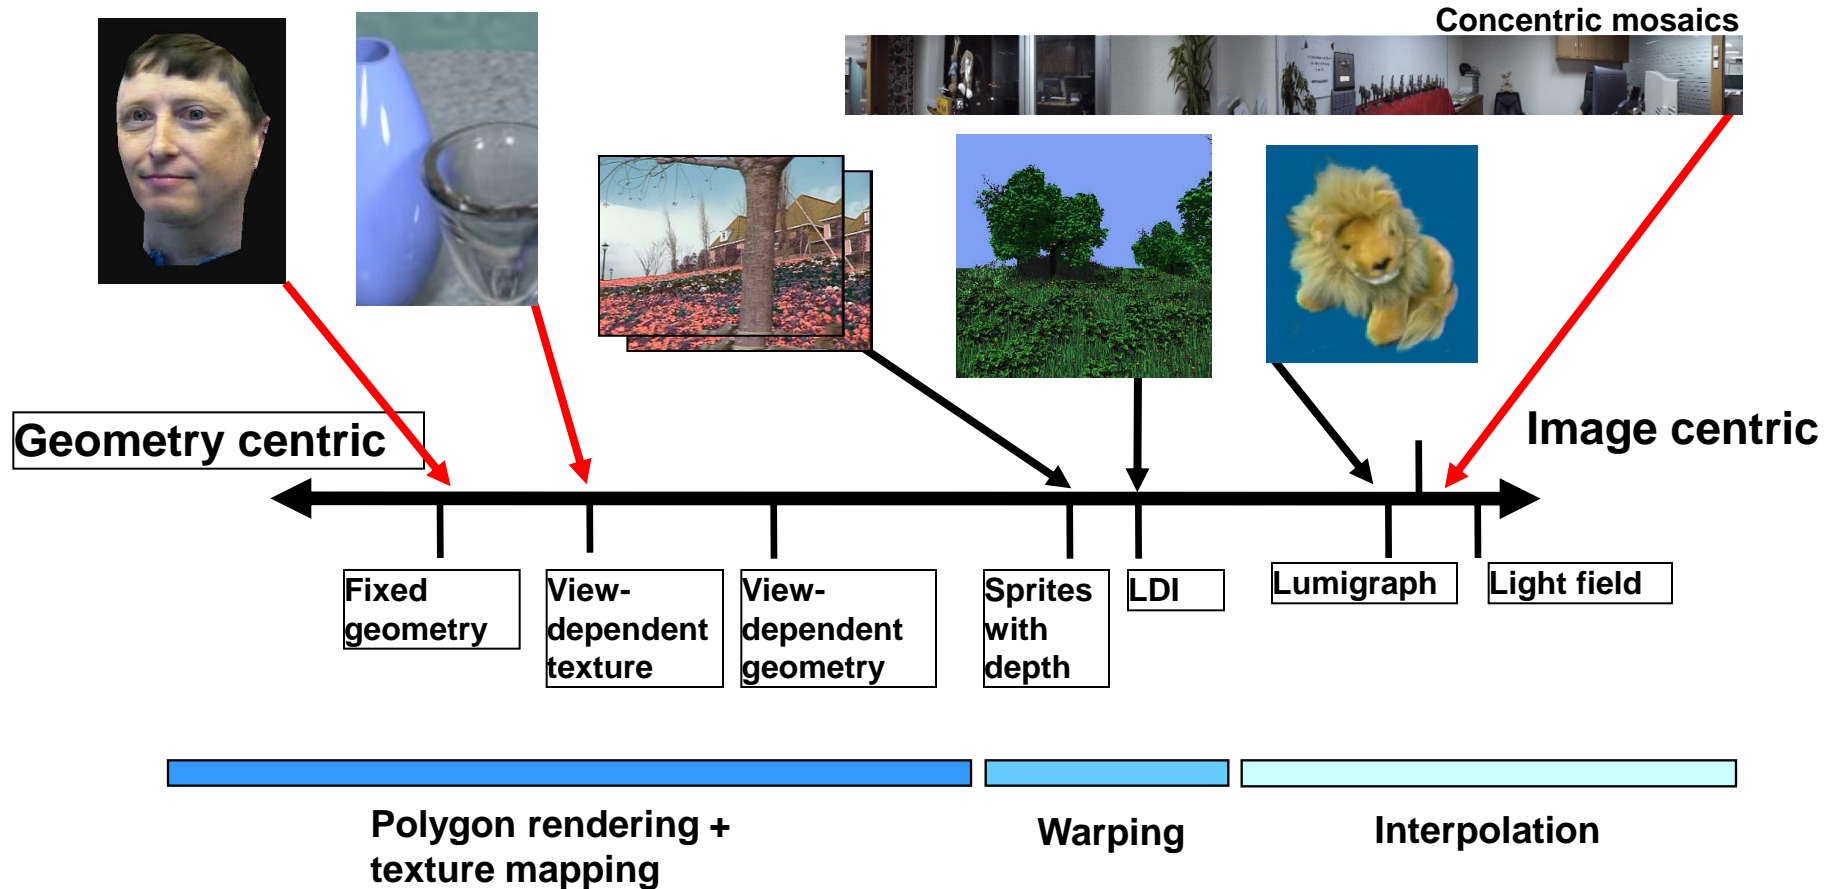 Concentric mosaics
Geometry centric
Image centric
Fixed
geometry
View-
dependent
texture
View-
dependent
geometry
Sprites
with
depth
LDI
Lumigraph
Light field
Polygon rendering +
texture mapping
Warping
Interpolation